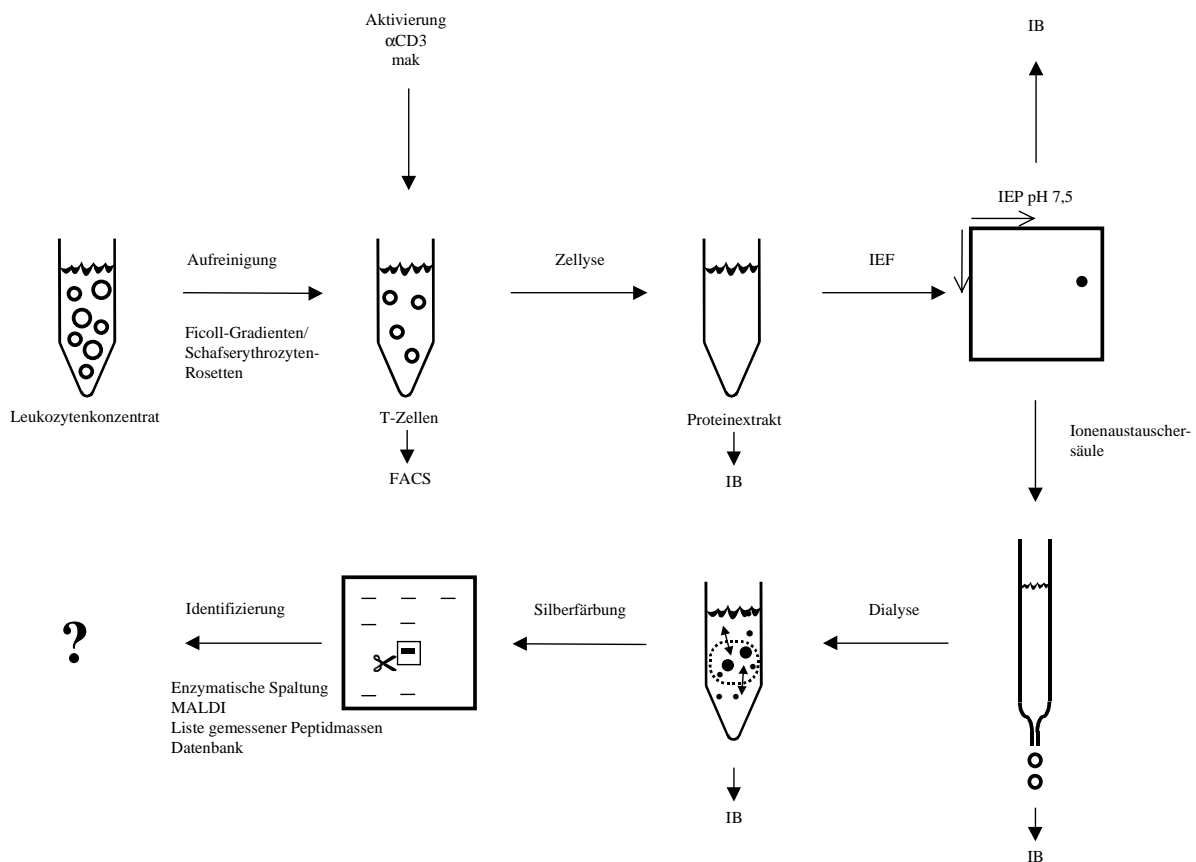 Aktivierung
αCD3
mak
IB
IEP pH 7,5
Aufreinigung
Zellyse
IEF
Ficoll-Gradienten/
Schafserythrozyten-
Rosetten
Leukozytenkonzentrat
T-Zellen
Proteinextrakt
FACS
IB
Ionenaustauscher-
säule
Identifizierung
Silberfärbung
Dialyse
?
Enzymatische Spaltung
MALDI
Liste gemessener Peptidmassen
Datenbank
IB
IB